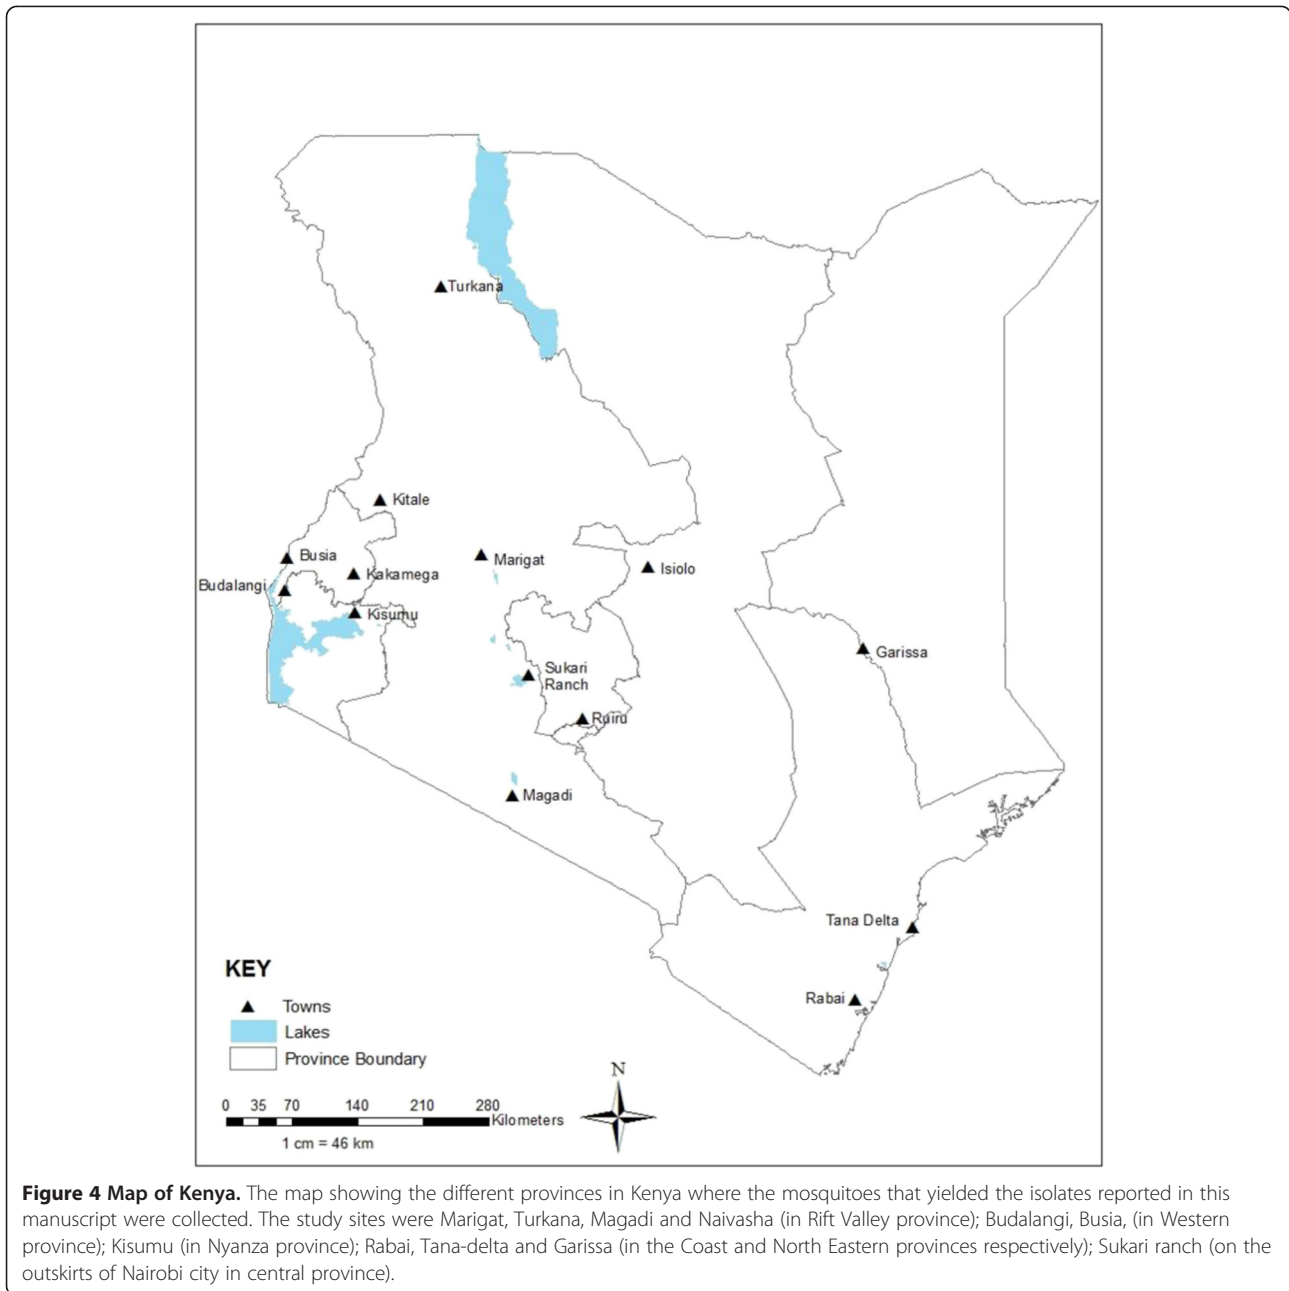 Turkana
Kitale
Busia
Marigat
Isiolo
Kakamega
Budalangi
Kisumu
Garissa
Sukari
Ranch
Ruiru
Magadi
Tana Delta
Rabai
KEY
Towns
Lakes
Province Boundary
N
0 35 70 140 210 280
Kilometers
1 cm = 46 km
Figure 4 Map of Kenya. The map showing the different provinces in Kenya where the mosquitoes that yielded the isolates reported in this
manuscript were collected. The study sites were Marigat, Turkana, Magadi and Naivasha (in Rift Valley province); Budalangi, Busia, (in Western
province); Kisumu (in Nyanza province); Rabai, Tana-delta and Garissa (in the Coast and North Eastern provinces respectively); Sukari ranch (on the
outskirts of Nairobi city in central province).